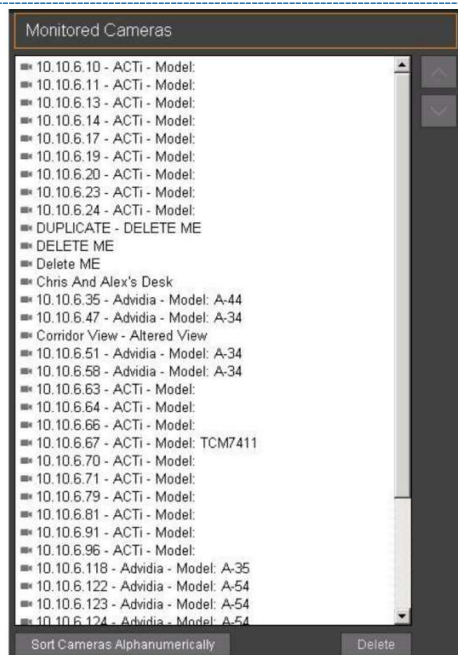 Monitored Cameras
10.10.6.10 - ACTi - Model:
10.10.6.11 - ACTi - Model:
10.10.6.13 - ACTi - Model:
10.10.6.14 - ACTi - Model:
10.10.6.17 - ACTi - Model:
10.10.6.19 - ACTi - Model:
10.10.6.20 - ACTi - Model:
10.10.6.23 - ACTi - Model:
10.10.6.24 - ACTi - Model:
DUPLICATE - DELETE ME
DELETE ME
Delete ME
Chris And Alex's Desk
10.10.6.35 - Advidia - Model: A-44
10.10.6.47 - Advidia - Model: A-34
Corridor View - Altered View
10.10.6.51 - Advidia - Model: A-34
10.10.6.58 - Advidia - Model: A-34
10.10.6.63 - ACTi - Model:
10.10.6.64 - ACTi - Model:
10.10.6.66 - ACTi - Model:
10.10.6.67 - ACTi - Model: TCM7411
10.10.6.70 - ACTi - Model:
10.10.6.71 - ACTi - Model:
10.10.6.79 - ACTi - Model:
10.10.6.81 - ACTi - Model:
10.10.6.91 - ACTi - Model:
10.10.6.96 - ACTi - Model:
10.10.6.118 - Advidia - Model: A-35
10.10.6.122 - Advidia - Model: A-54
10.10.6.123 - Advidia - Model: A-54
10.10.6.124 - Advidia - Model: A-54
Sort Cameras Alphanumerically
Delete